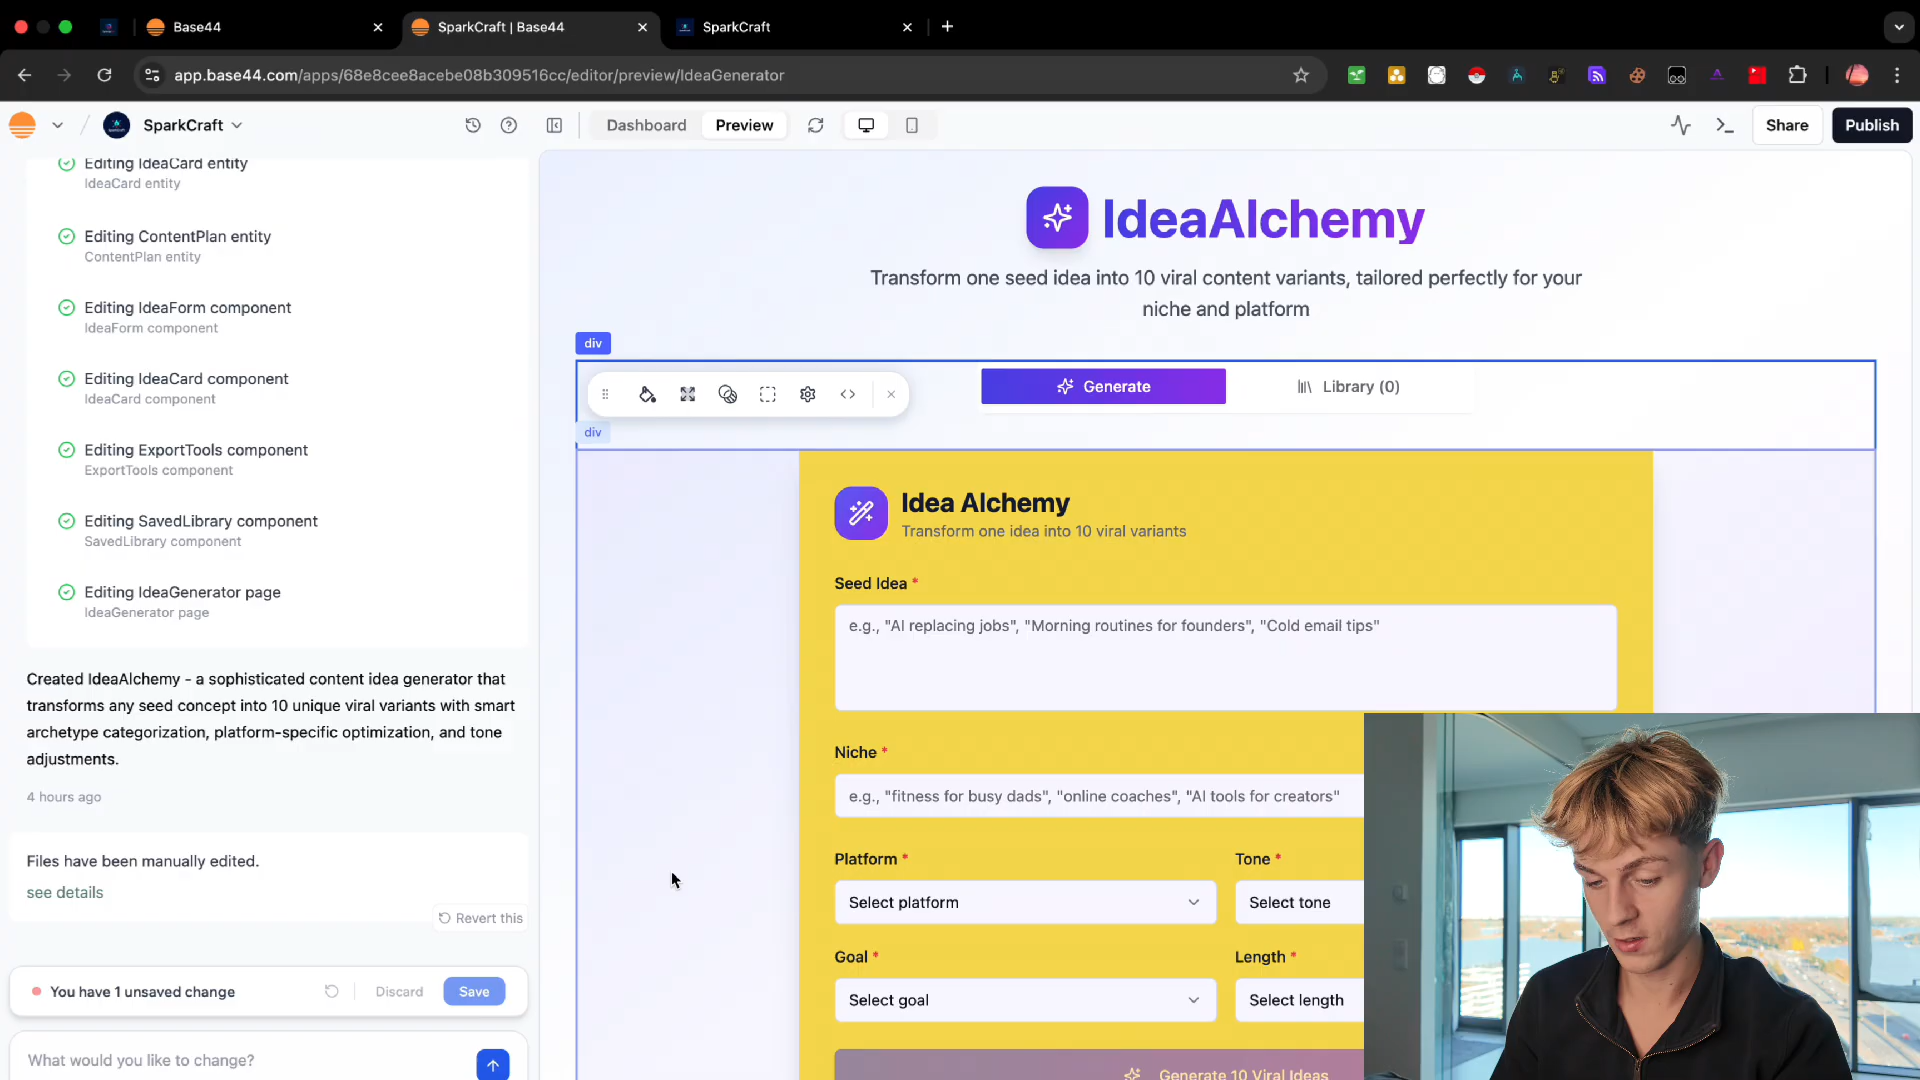 Base44
SparkCraft | Base44
SparkCraft
app.base44.com/apps/68e8cee8acebe08b309516cc/editor/preview/IdeaGenerator
SparkCraft
Dashboard
Preview
Share
Publish
Editing IdeaCard entity
IdeaCard entity
Editing ContentPlan entity
ContentPlan entity
Editing IdeaForm component
IdeaForm component
Editing IdeaCard component
IdeaCard component
Editing ExportTools component
ExportTools component
Editing SavedLibrary component
SavedLibrary component
Editing IdeaGenerator page
IdeaGenerator page
Created IdeaAlchemy - a sophisticated content idea generator that
transforms any seed concept into 10 unique viral variants with smart
archetype categorization, platform-specific optimization, and tone
adjustments.
4 hours ago
Files have been manually edited.
see details
Revert this
You have 1 unsaved change
Discard
Save
What would you like to change?
IdeaAlchemy
Transform one seed idea into 10 viral content variants, tailored perfectly for your
niche and platform
div
Generate
Library (0)
div
Idea Alchemy
Transform one idea into 10 viral variants
Seed Idea *
e.g., "AI replacing jobs", "Morning routines for founders", "Cold email tips"
Niche *
e.g., "fitness for busy dads", "online coaches", "AI tools for creators"
Platform *
Tone *
Select platform
Select tone
Goal *
Length *
Select goal
Select length
Generate 10 Viral Ideas